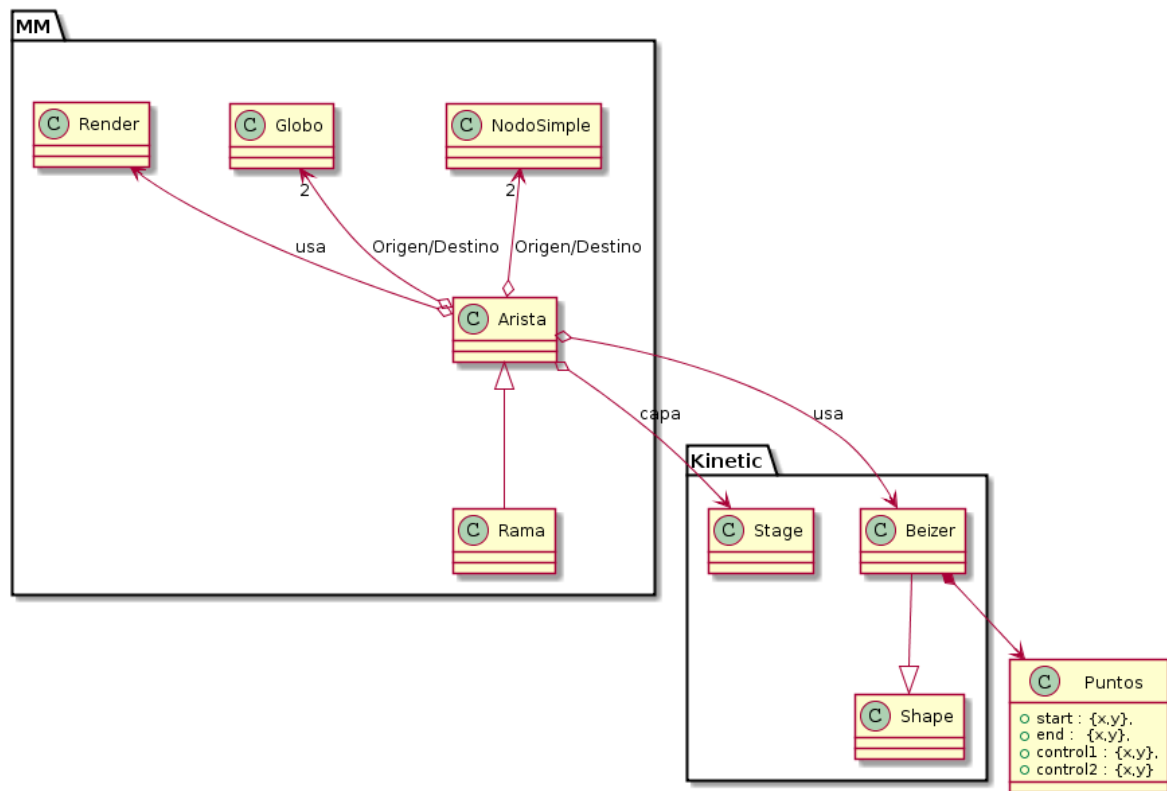 MM
C Render
C Globo
C NodoSimple
2
2
usa
Origen/Destino
Origen/Destino
C Arista
capa
usa
Kinetic
C Rama
C Stage
C Beizer
C Puntos
start : {x,y},
end : {x,y},
control1 : {x,y},
control2 : {x,y}
C Shape